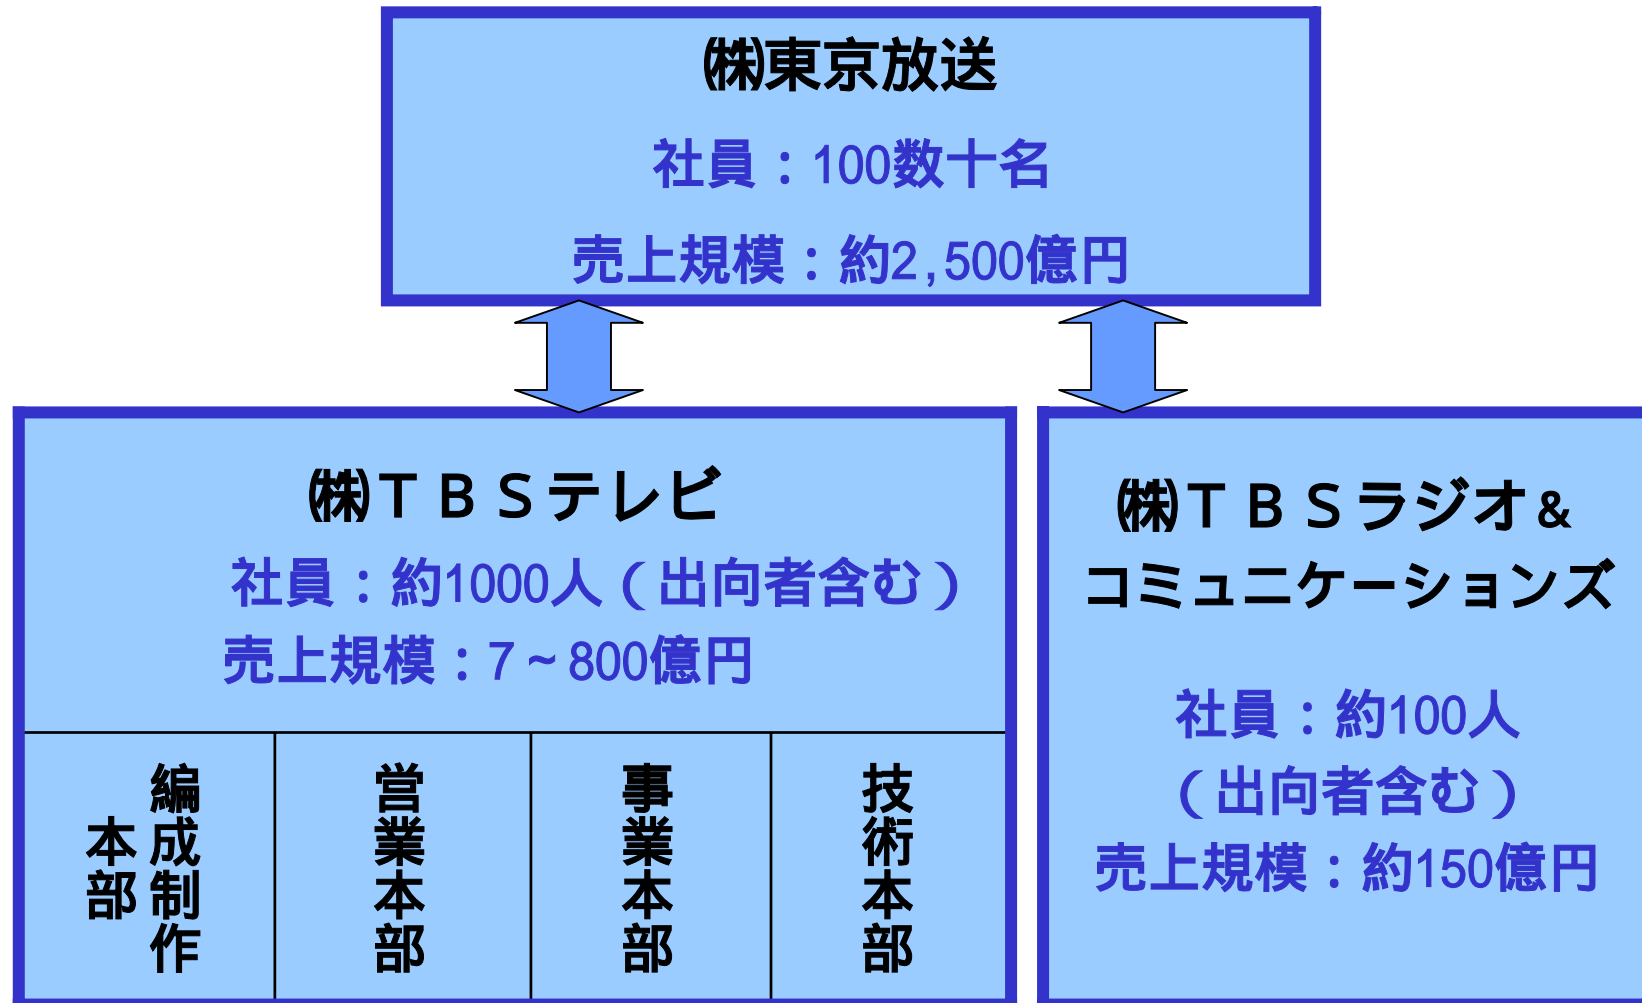 ㈱東京放送
社員：100数十名
売上規模：約2,500億円
㈱ＴＢＳテレビ
社員：約1000人（出向者含む）
売上規模：7～800億円
編成制作
本部
営業本部
事業本部
技術本部
㈱ＴＢＳラジオ&
コミュニケーションズ
社員：約100人
（出向者含む）
売上規模：約150億円